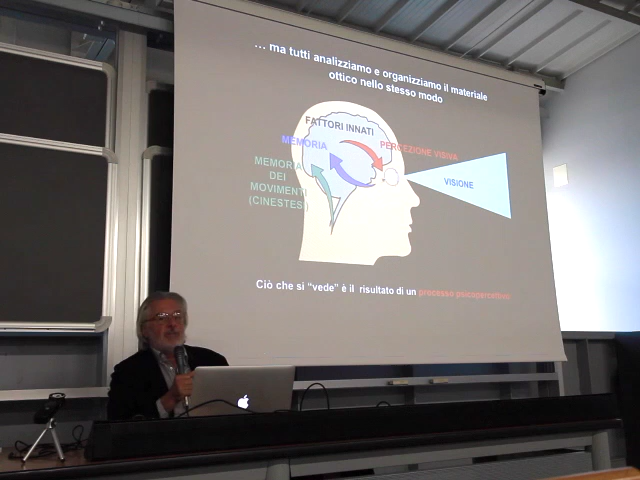 ... ma tutti analizziamo e organizziamo il materiale
ottico nello stesso modo
FATTORI INNATI
MEMORIA
PERCEZIONE VISIVA
MEMORIA
DEI
MOVIMENTI
(CINESTESI)
VISIONE
Ciò che si "vede" è il risultato di un processo psicopercettivo